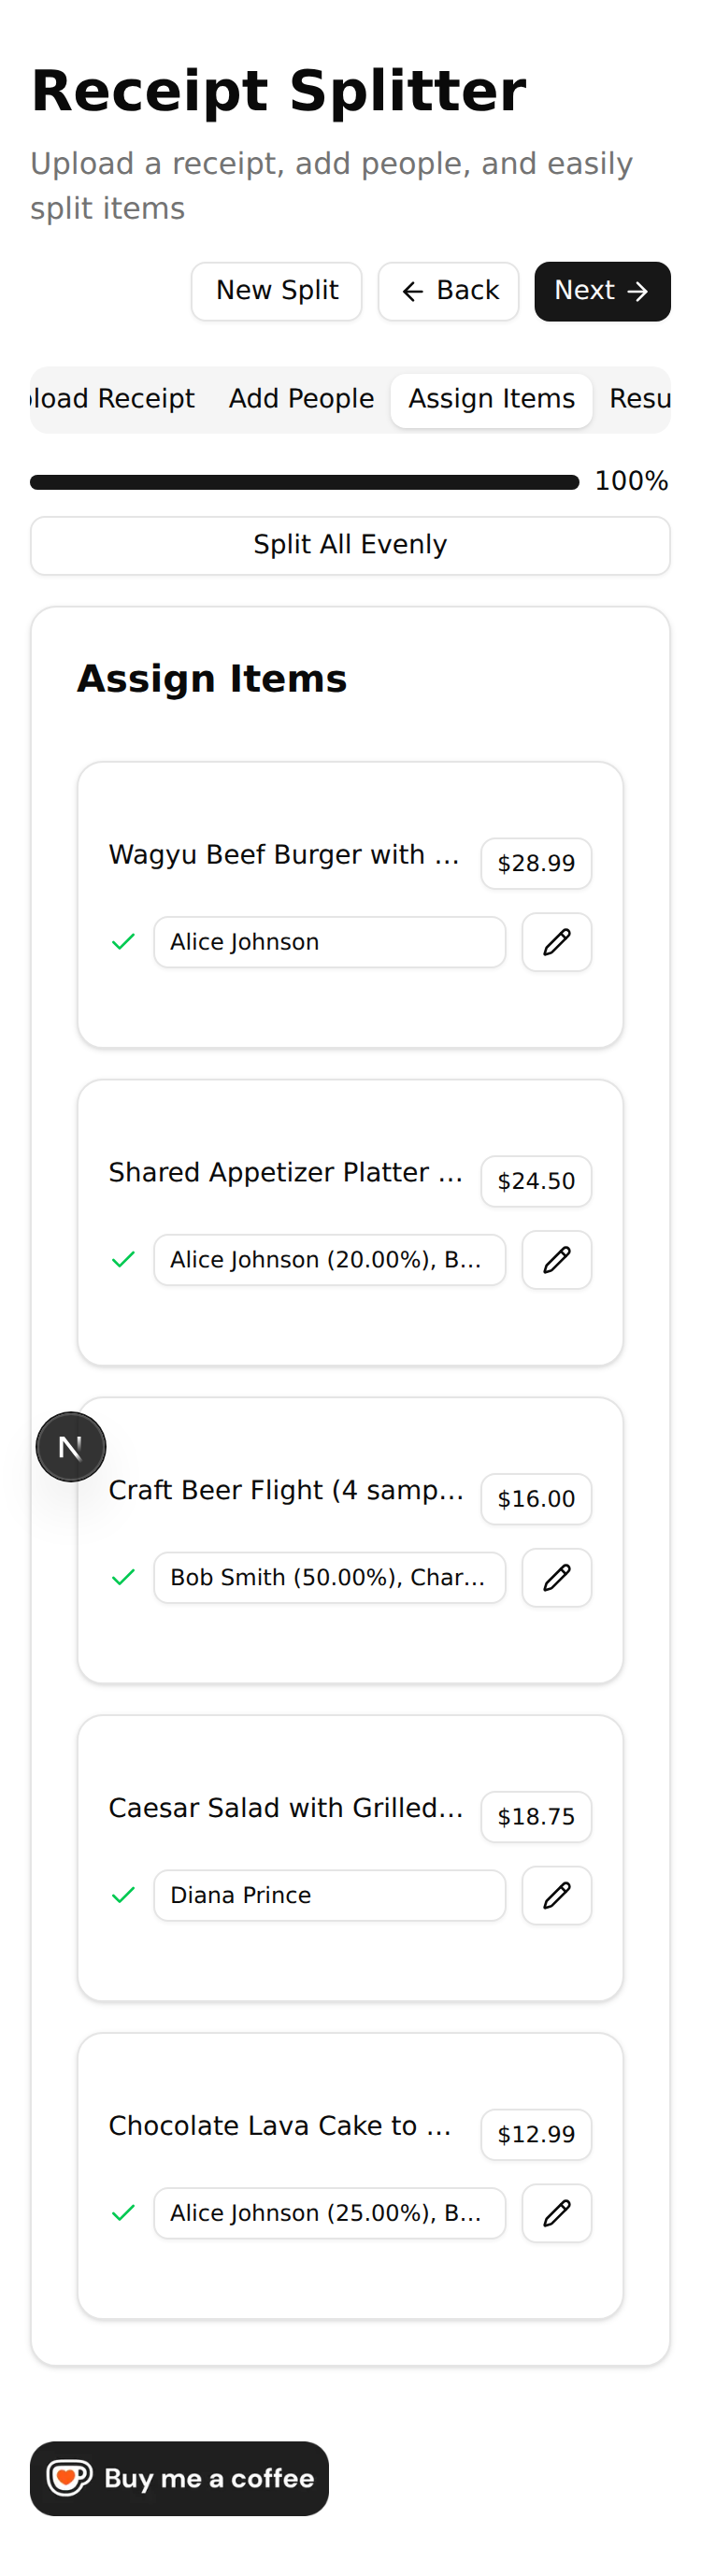 Receipt Splitter
Upload a receipt, add people, and easily
split items
New Split
Back
Next
load Receipt
Add People
Assign Items
Resu
100%
Split All Evenly
Assign Items
Wagyu Beef Burger with ...
$28.99
Alice Johnson
Shared Appetizer Platter ...
$24.50
Alice Johnson (20.00%), B...
N
Craft Beer Flight (4 samp...
$16.00
Bob Smith (50.00%), Char...
Caesar Salad with Grilled...
$18.75
Diana Prince
Chocolate Lava Cake to ...
$12.99
Alice Johnson (25.00%), B...
Buy me a coffee